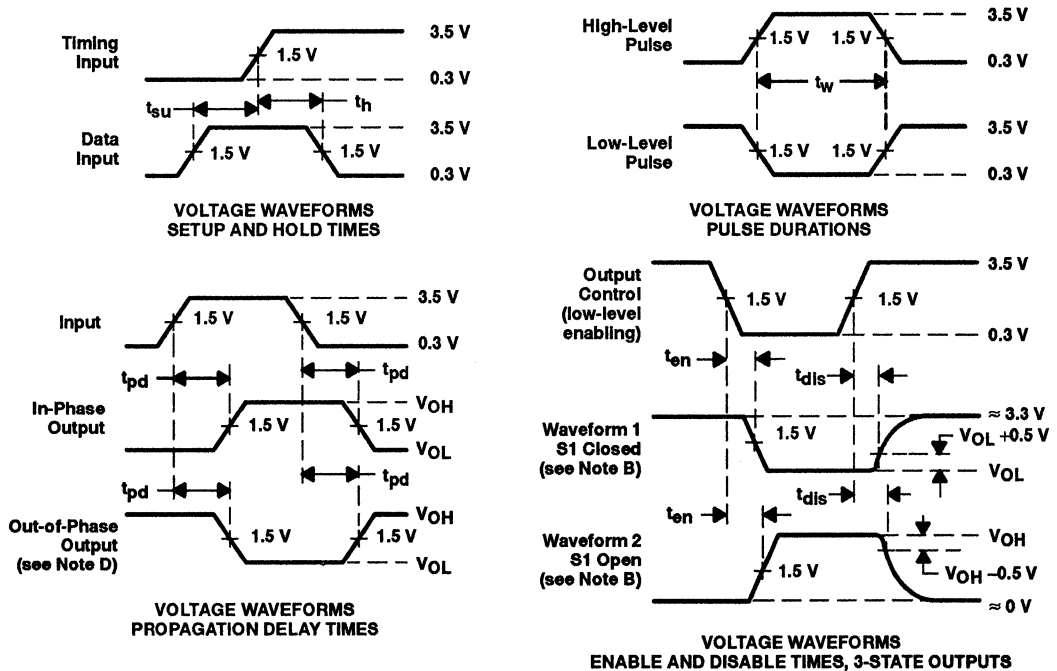 Timing
Input
3.5 V
1.5 V
0.3 V
tsu
th
Data
Input
3.5 V
1.5 V
1.5 V
0.3 V
VOLTAGE WAVEFORMS
SETUP AND HOLD TIMES
High-Level
Pulse
3.5 V
1.5 V
1.5 V
0.3 V
tw
Low-Level
Pulse
3.5 V
1.5 V
1.5 V
0.3 V
VOLTAGE WAVEFORMS
PULSE DURATIONS
Input
3.5 V
1.5 V
1.5 V
0.3 V
tpd
tpd
In-Phase
Output
VOH
1.5 V
1.5 V
VOL
tpd
tpd
Out-of-Phase
Output
(see Note D)
VOH
1.5 V
1.5 V
VOL
VOLTAGE WAVEFORMS
PROPAGATION DELAY TIMES
Output
Control
(low-level
enabling)
3.5 V
1.5 V
1.5 V
0.3 V
ten
tdis
Waveform 1
S1 Closed
(see Note B)
≈ 3.3 V
1.5 V
VOL +0.5 V
VOL
ten
tdis
Waveform 2
S1 Open
(see Note B)
VOH
1.5 V
VOH –0.5 V
≈ 0 V
VOLTAGE WAVEFORMS
ENABLE AND DISABLE TIMES, 3-STATE OUTPUTS